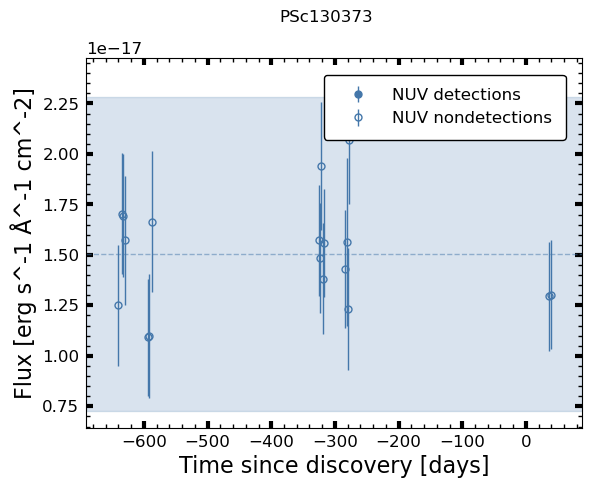 PSc130373
1e−17
NUV detections
NUV nondetections
Flux [erg s^-1 Å^-1 cm^-2]
2.25
2.00
1.75
1.50
1.25
1.00
0.75
−600 −500 −400 −300 −200 −100 0
Time since discovery [days]